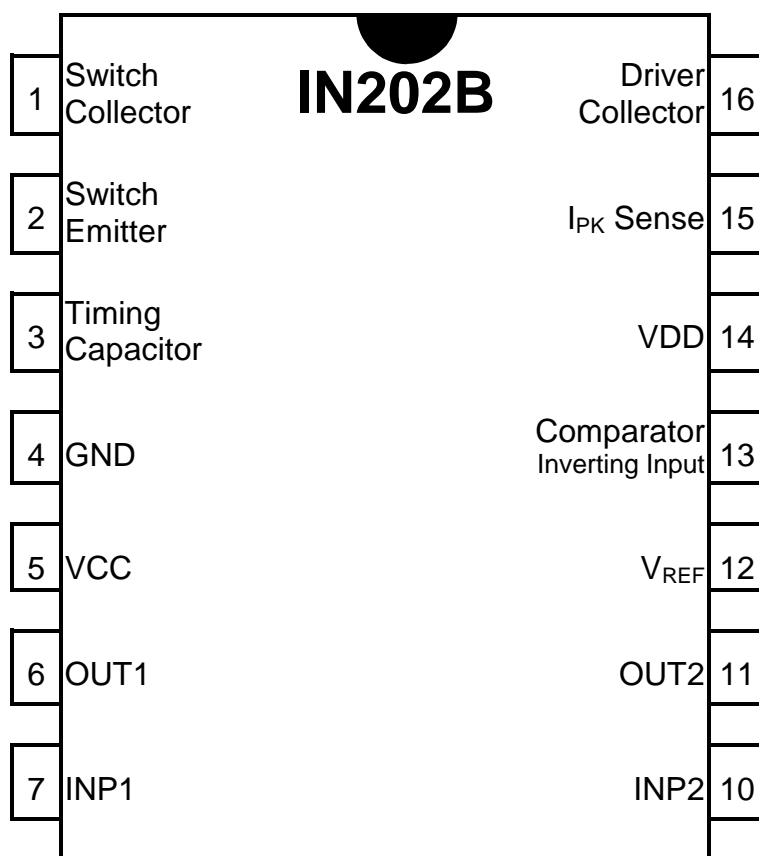 IN202B
1
Switch
Collector
2
Switch
Emitter
3
Timing
Capacitor
4
GND
5
VCC
6
OUT1
7
INP1
Driver
Collector
16
IPK Sense
15
VDD
14
Comparator
Inverting Input
13
VREF
12
OUT2
11
INP2
10